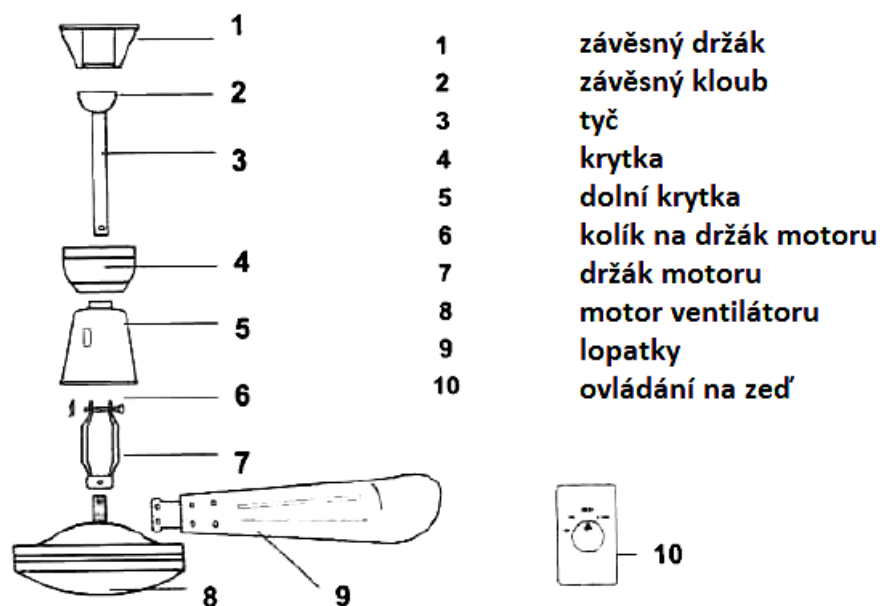 1
2
3
4
5
6
7
8
9
10
1 závěsný držák
2 závěsný kloub
3 tyč
4 krytka
5 dolní krytka
6 kolík na držák motoru
7 držák motoru
8 motor ventilátoru
9 lopatky
10 ovládání na zeď